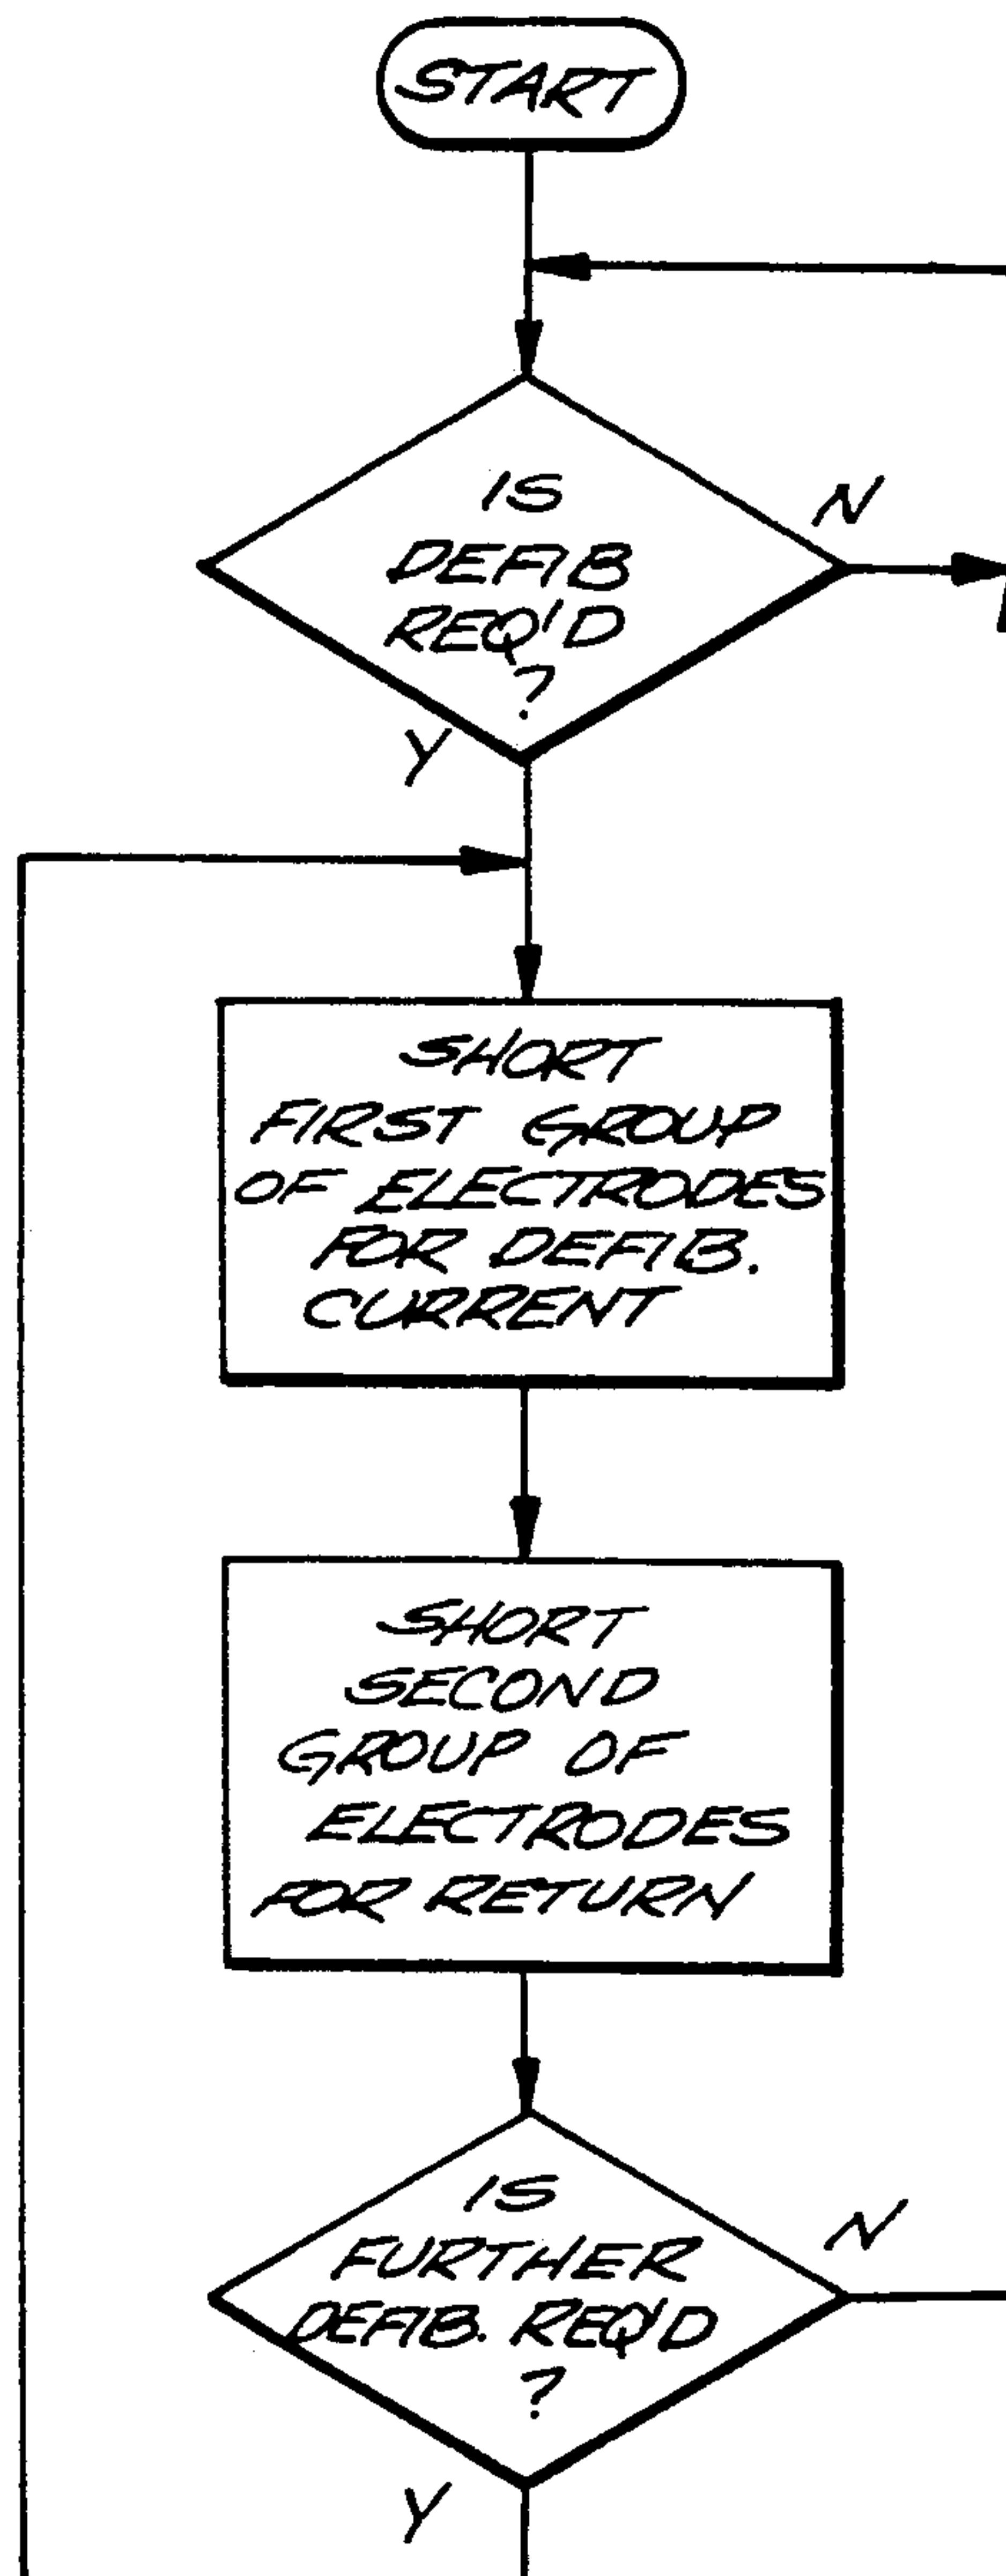 START
IS
DEFIB
REQ'D
?
N
Y
SHORT
FIRST GROUP
OF ELECTRODES
FOR DEFIB.
CURRENT
SHORT
SECOND
GROUP OF
ELECTRODES
FOR RETURN
IS
FURTHER
DEFIB. REQ'D
?
N
Y